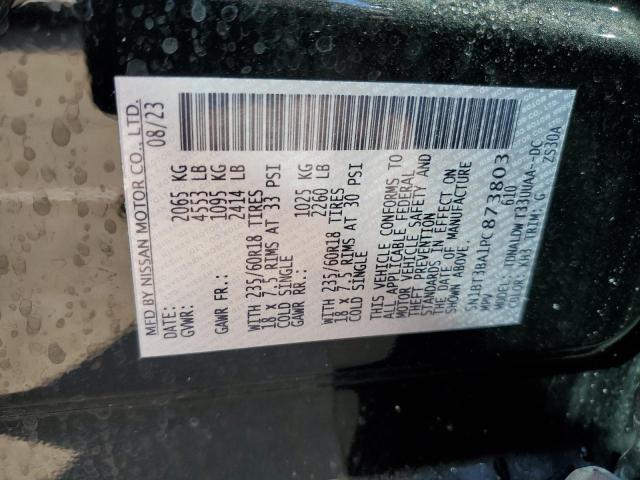 MFD BY NISSAN MOTOR CO., LTD.
DATE: 08/23
GVWR: 2065 KG
4553 LB
GAWR FR.: 1095 KG
2414 LB
WITH 235/60R18 TIRES
18 x 7.5 RIMS AT 33 PSI
COLD SINGLE
GAWR RR.: 1025 KG
2260 LB
WITH 235/60R18 TIRES
18 x 7.5 RIMS AT 30 PSI
COLD SINGLE
THIS VEHICLE CONFORMS TO
ALL APPLICABLE FEDERAL
MOTOR VEHICLE SAFETY AND
THEFT PREVENTION
STANDARDS IN EFFECT ON
THE DATE OF MANUFACTURE
SHOWN ABOVE.
5N1BT3BA1PC873803
MPV 610
MODEL: TDNALDWT33UUAA--DC
COLOR: KH3 TRIM: G ZS30A